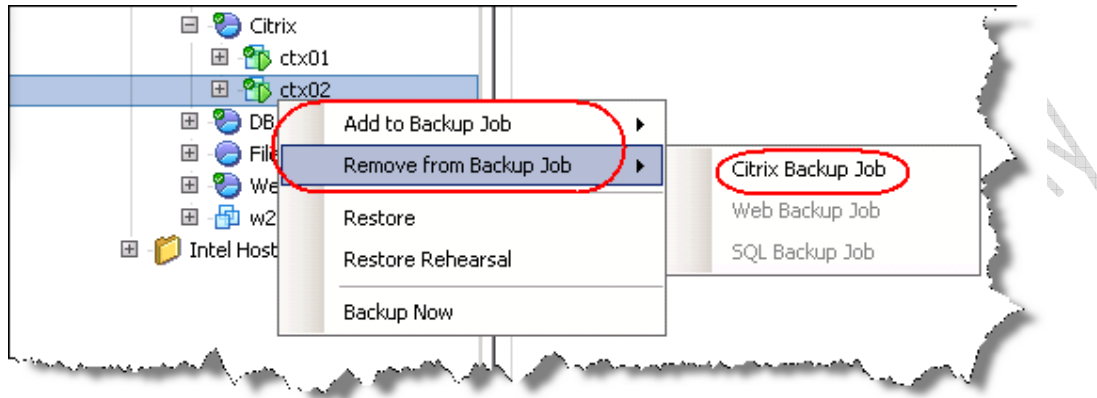 Citrix
ctx01
ctx02
DB
File
We
w2
Intel Host
Add to Backup Job
Remove from Backup Job
Restore
Restore Rehearsal
Backup Now
Citrix Backup Job
Web Backup Job
SQL Backup Job